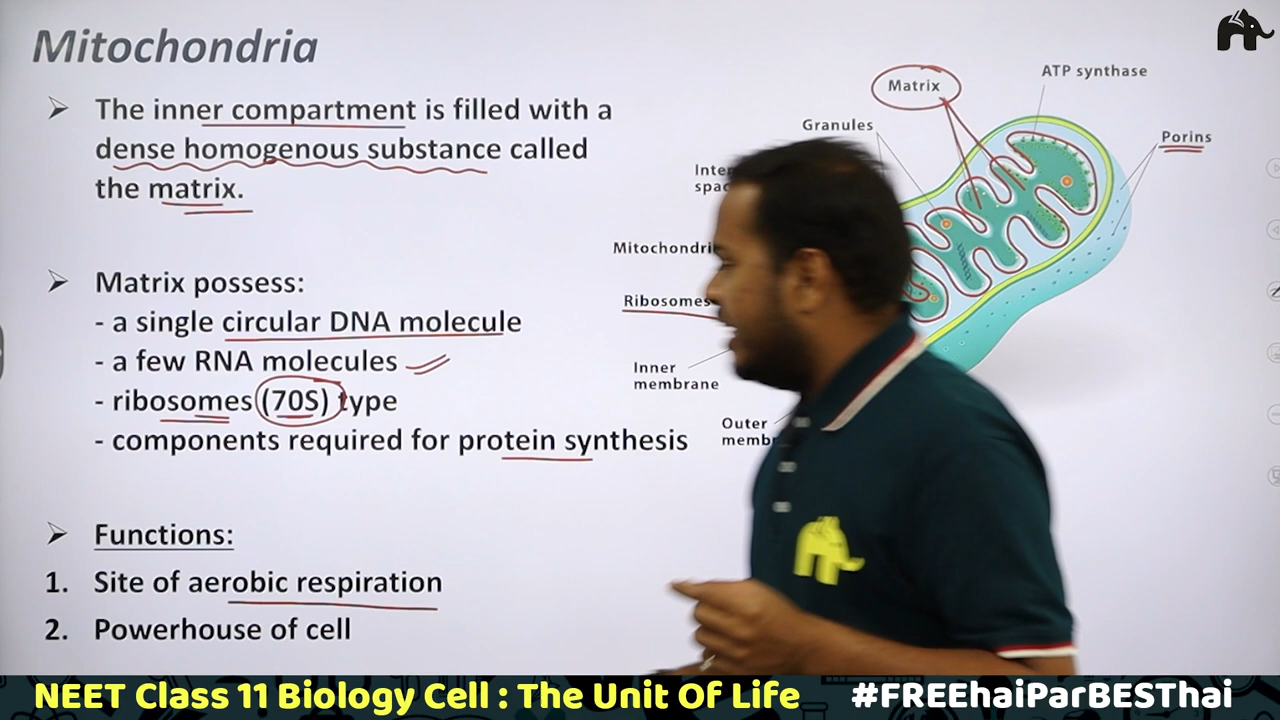 Mitochondria
The inner compartment is filled with a
dense homogenous substance called
the matrix.
Matrix possess:
- a single circular DNA molecule
- a few RNA molecules
- ribosomes (70S) type
- components required for protein synthesis
Functions:
1. Site of aerobic respiration
2. Powerhouse of cell
Matrix
ATP synthase
Granules
Porins
Ribosomes
Inner
membrane
Outer
NEET Class 11 Biology Cell : The Unit Of Life
#FREEhaiParBESThai